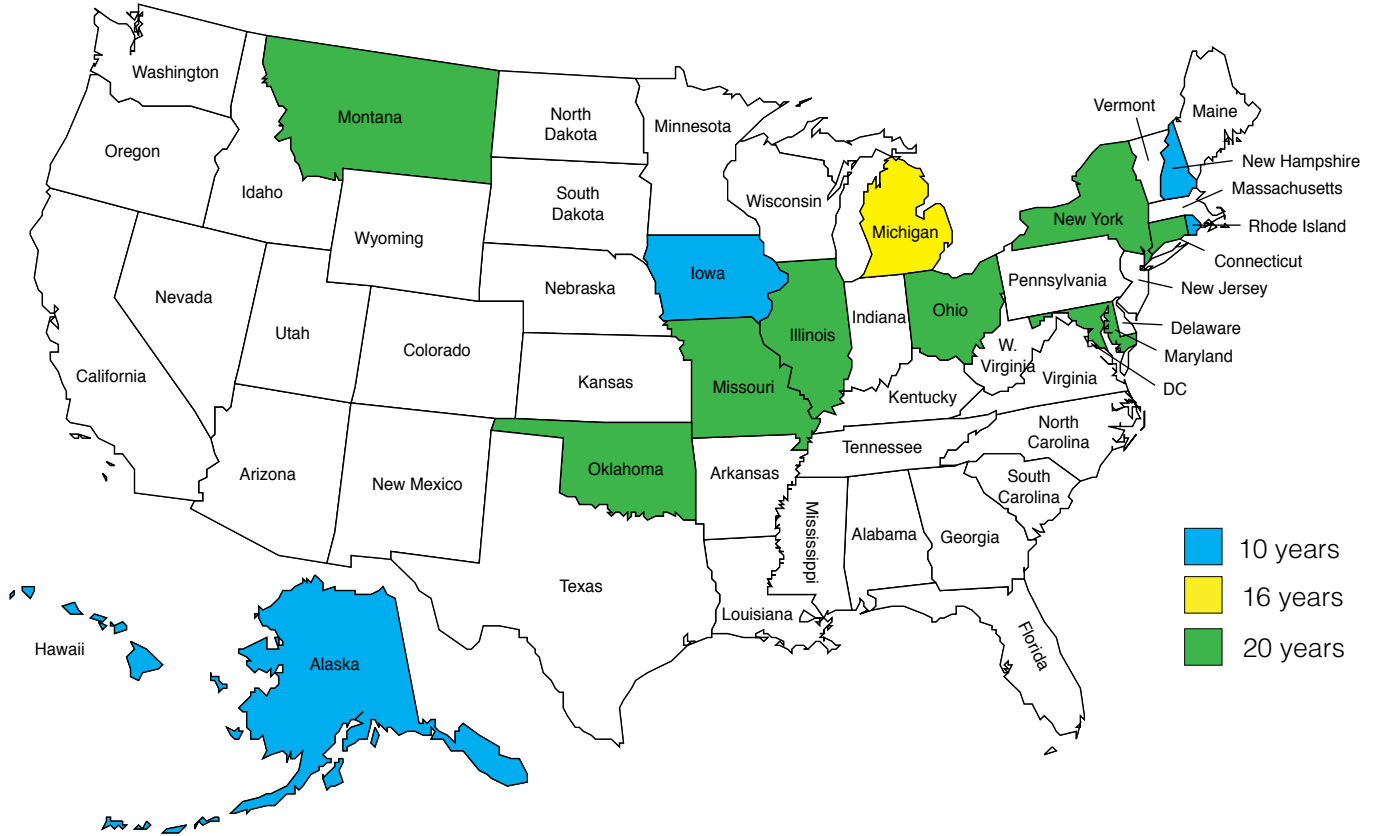 Washington
Montana
North
Dakota
Minnesota
Vermont
Maine
Oregon
Idaho
South
Dakota
Wisconsin
New Hampshire
Massachusetts
Wyoming
Michigan
New York
Rhode Island
Iowa
Connecticut
Nevada
Nebraska
Pennsylvania
New Jersey
Utah
Colorado
Illinois
Indiana
Ohio
Delaware
W.
Virginia
Maryland
California
Kansas
Missouri
Kentucky
Virginia
DC
Arizona
New Mexico
Oklahoma
Arkansas
Tennessee
North
Carolina
South
Carolina
Mississippi
Alabama
Georgia
Texas
Louisiana
Florida
Hawaii
Alaska
10 years
16 years
20 years